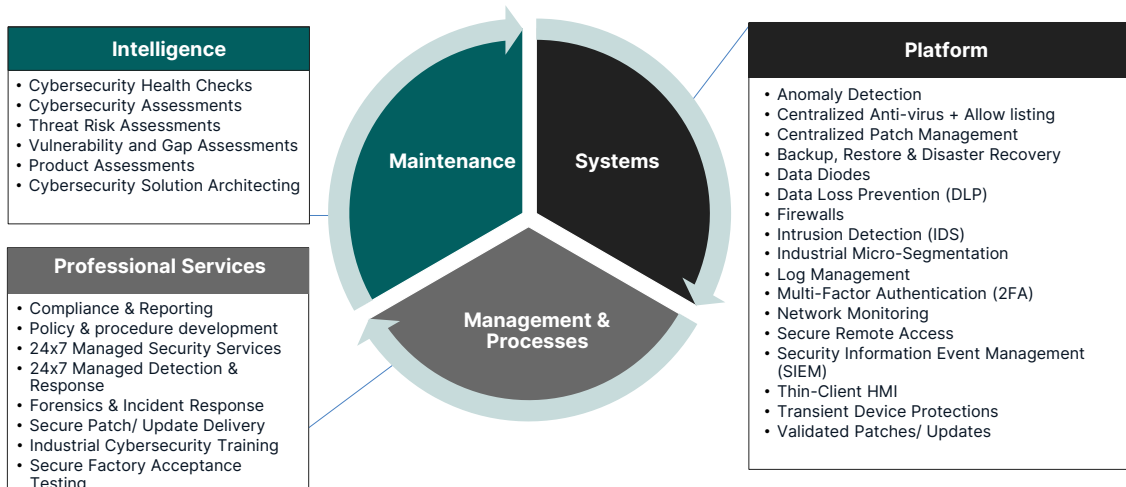 Intelligence
• Cybersecurity Health Checks
• Cybersecurity Assessments
• Threat Risk Assessments
• Vulnerability and Gap Assessments
• Product Assessments
• Cybersecurity Solution Architecting
Professional Services
• Compliance & Reporting
• Policy & procedure development
• 24x7 Managed Security Services
• 24x7 Managed Detection &
Response
• Forensics & Incident Response
• Secure Patch/ Update Delivery
• Industrial Cybersecurity Training
• Secure Factory Acceptance
Testing
Maintenance
Systems
Management &
Processes
Platform
• Anomaly Detection
• Centralized Anti-virus + Allow listing
• Centralized Patch Management
• Backup, Restore & Disaster Recovery
• Data Diodes
• Data Loss Prevention (DLP)
• Firewalls
• Intrusion Detection (IDS)
• Industrial Micro-Segmentation
• Log Management
• Multi-Factor Authentication (2FA)
• Network Monitoring
• Secure Remote Access
• Security Information Event Management
(SIEM)
• Thin-Client HMI
• Transient Device Protections
• Validated Patches/ Updates